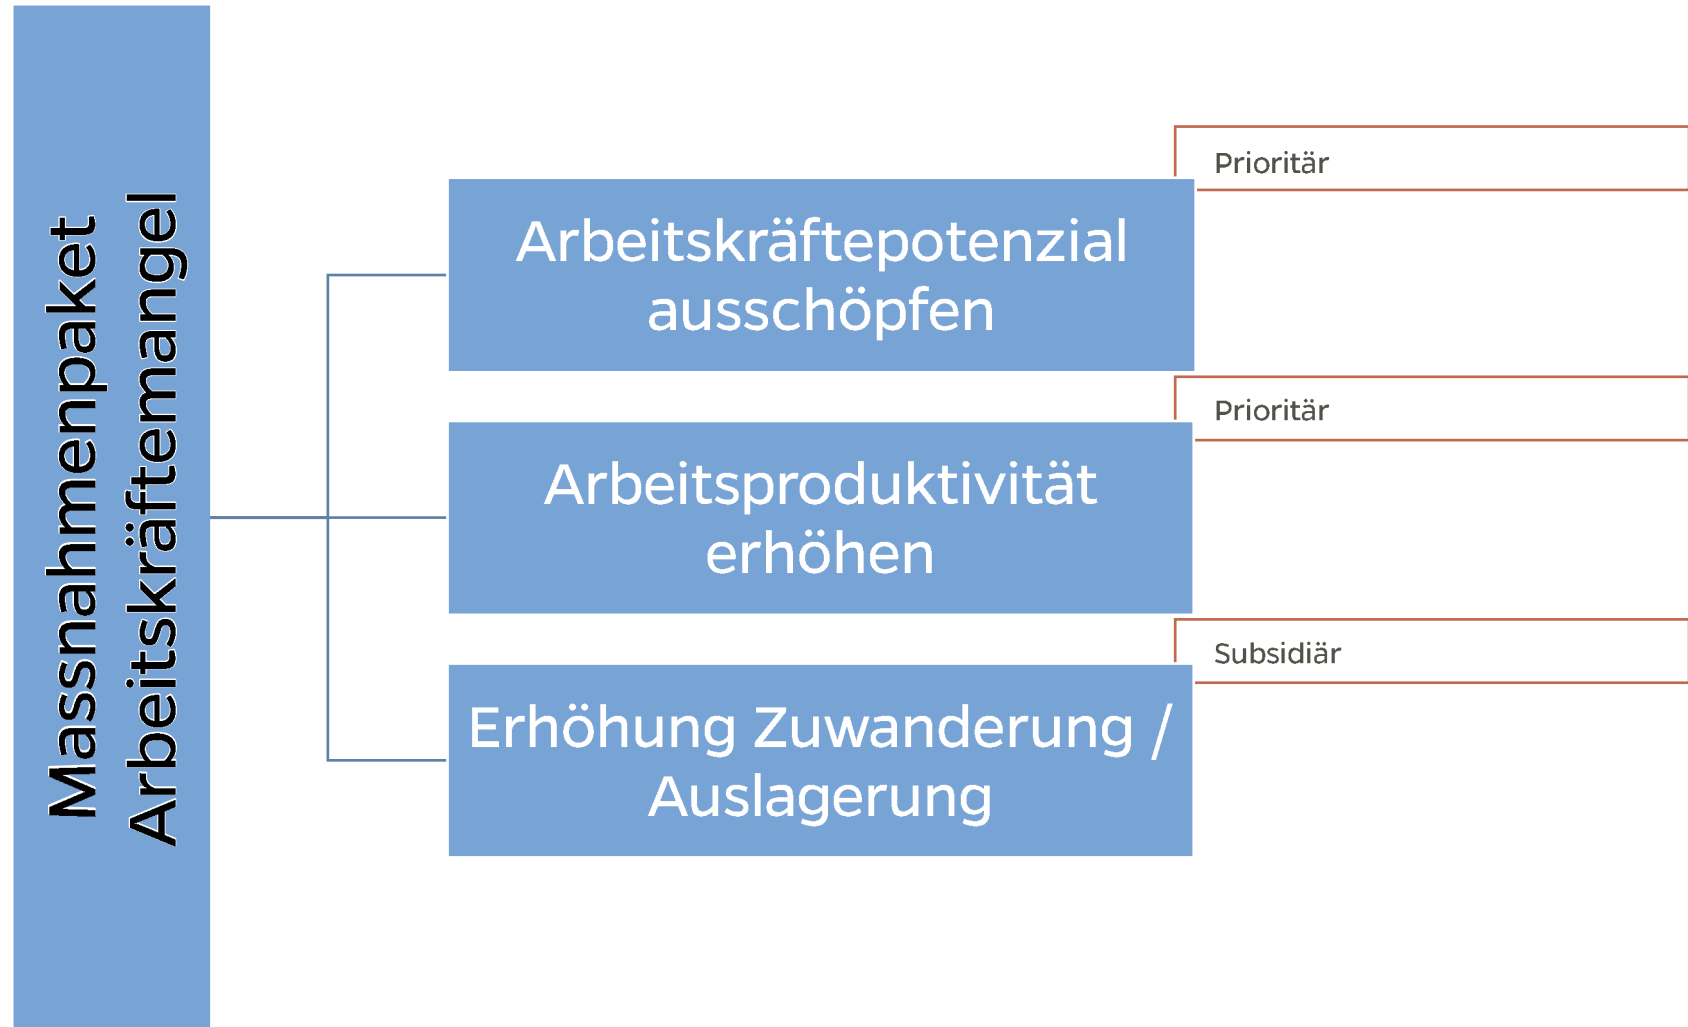 Massnahmenpaket
Arbeitskräftemangel
Prioritär
Arbeitskräftepotenzial
ausschöpfen
Prioritär
Arbeitsproduktivität
erhöhen
Subsidiär
Erhöhung Zuwanderung /
Auslagerung